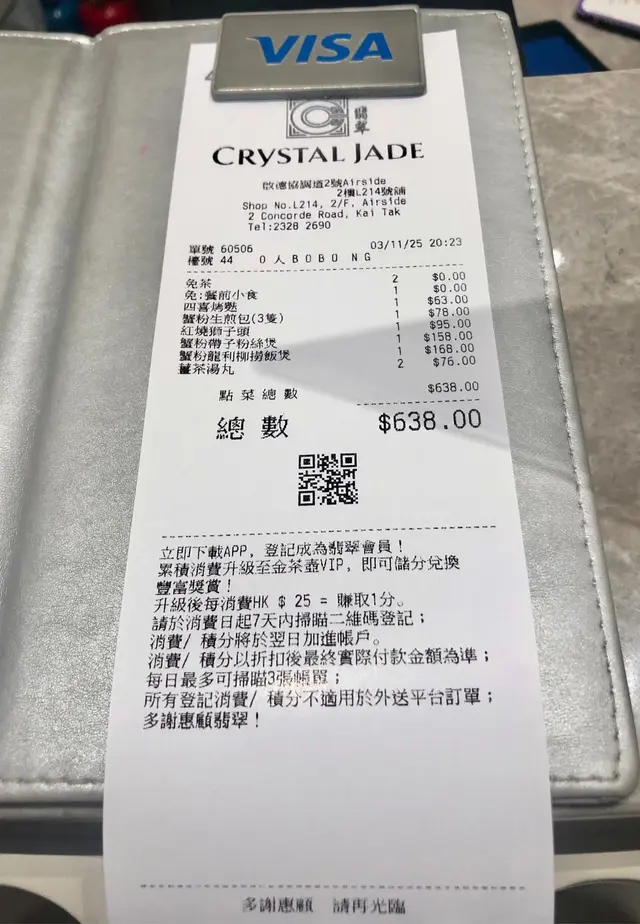 VISA
翡翠
CRYSTAL JADE
啟德協調道2號Airside
2樓L214號舖
Shop No.L214, 2/F, Airside
2 Concorde Road, Kai Tak
Tel:2328 2690
單號 60506 03/11/25 20:23
檯號 44 0 人 BOBO NG
免茶 2 $0.00
免:餐前小食 1 $0.00
四喜烤麩 1 $63.00
蟹粉生煎包(3隻) 1 $78.00
紅燒獅子頭 1 $95.00
蟹粉帶子粉絲煲 1 $158.00
蟹粉龍利柳撈飯煲 1 $168.00
薑茶湯丸 2 $76.00
點菜總數 $638.00
總數 $638.00
立即下載APP, 登記成為翡翠會員！
累積消費升級至金茶壺VIP, 即可儲分兌換
豐富獎賞！
升級後每消費HK $ 25 = 賺取1分。
請於消費日起7天內掃瞄二維碼登記；
消費/ 積分將於翌日加進帳戶。
消費/ 積分以折扣後最終實際付款金額為準；
每日最多可掃瞄3張帳單；
所有登記消費/ 積分不適用於外送平台訂單；
多謝惠顧翡翠！
多謝惠顧 請再光臨